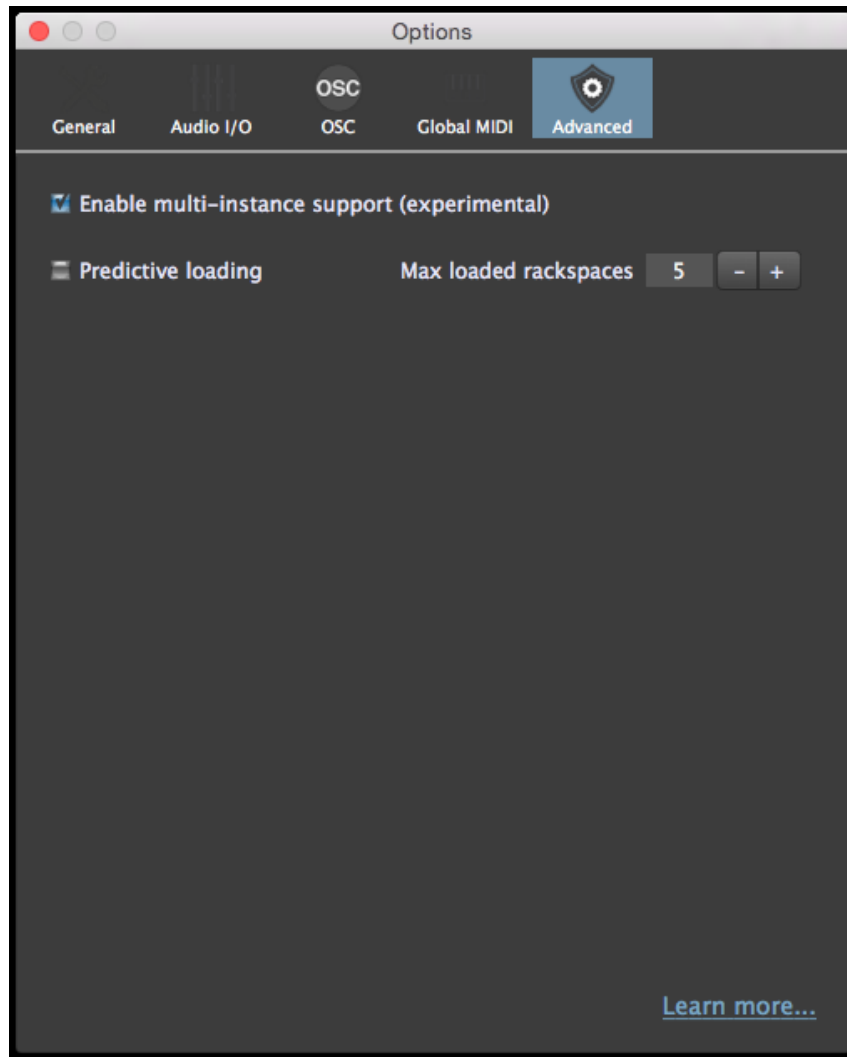 Options
OSC
General Audio I/O OSC Global MIDI Advanced
Enable multi-instance support (experimental)
Predictive loading Max loaded rackspaces 5 - +
Learn more...